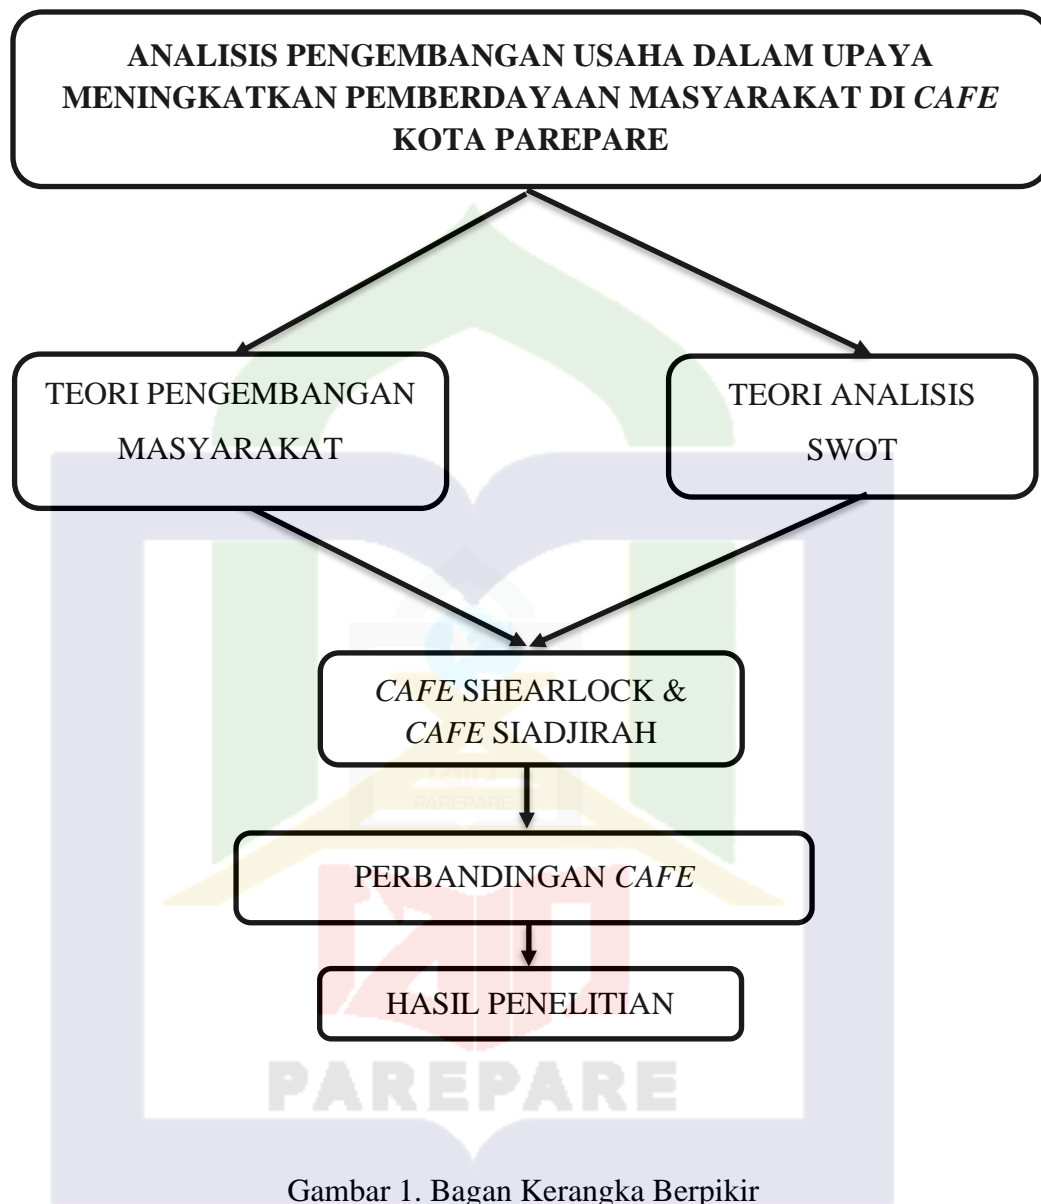 ANALISIS PENGEMBANGAN USAHA DALAM UPAYA
MENINGKATKAN PEMBERDAYAAN MASYARAKAT DI CAFE
KOTA PAREPARE
TEORI PENGEMBANGAN
MASYARAKAT
TEORI ANALISIS
SWOT
CAFE SHEARLOCK &
CAFE SIADJIRAH
PAREPARE
PERBANDINGAN CAFE
HASIL PENELITIAN
PAREPARE
Gambar 1. Bagan Kerangka Berpikir